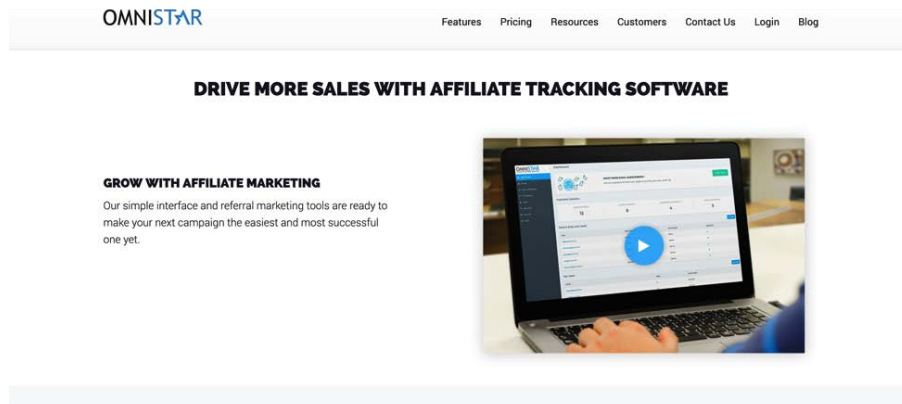 OMNISTAR
Features Pricing Resources Customers Contact Us Login Blog
DRIVE MORE SALES WITH AFFILIATE TRACKING SOFTWARE
GROW WITH AFFILIATE MARKETING
Our simple interface and referral marketing tools are ready to
make your next campaign the easiest and most successful
one yet.
OMNISTAR